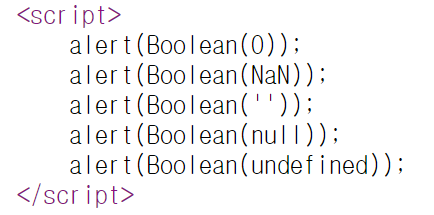 <script>
    alert(Boolean(0));
    alert(Boolean(NaN));
    alert(Boolean(''));
    alert(Boolean(null));
    alert(Boolean(undefined));
</script>